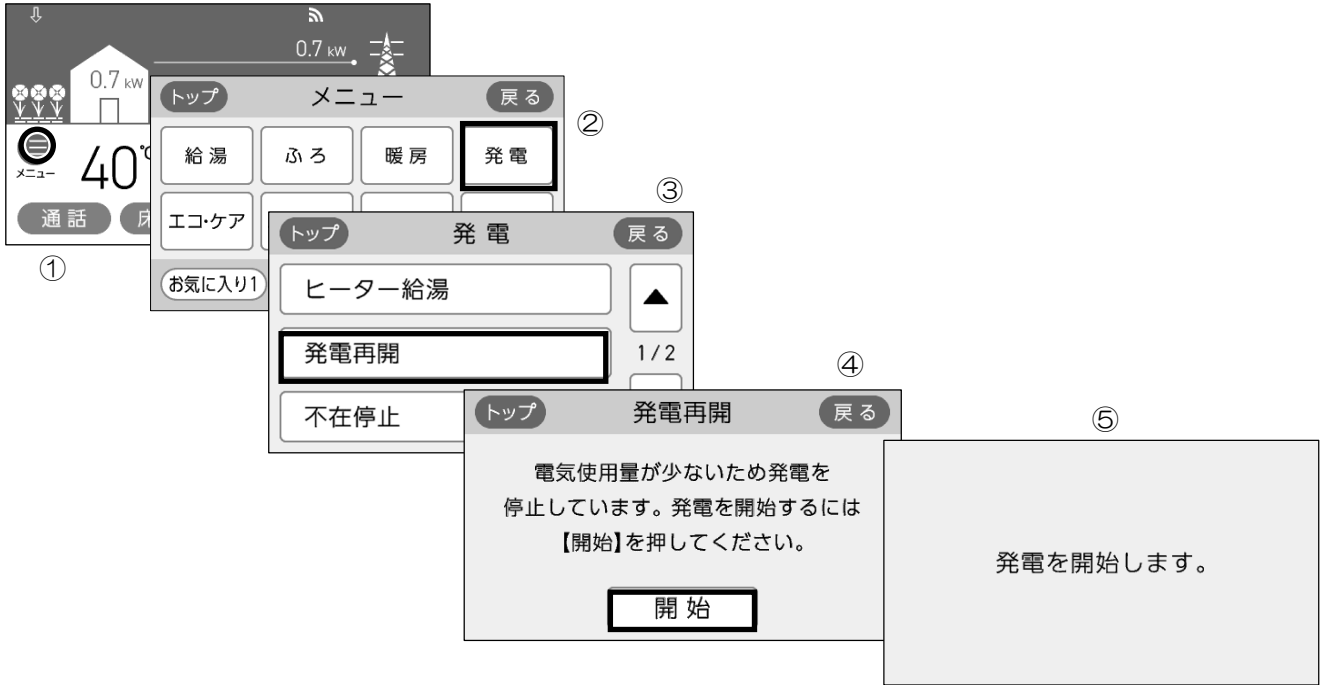 0.7 kW
0.7 kW
メニュー
40℃
通話
①
トップ
メニュー
戻る
②
給湯
ふろ
暖房
発電
エコ・ケア
お気に入り1
③
トップ
発電
戻る
ヒーター給湯
発電再開
1/2
不在停止
④
トップ
発電再開
戻る
電気使用量が少ないため発電を
停止しています。発電を開始するには
【開始】を押してください。
開始
⑤
発電を開始します。